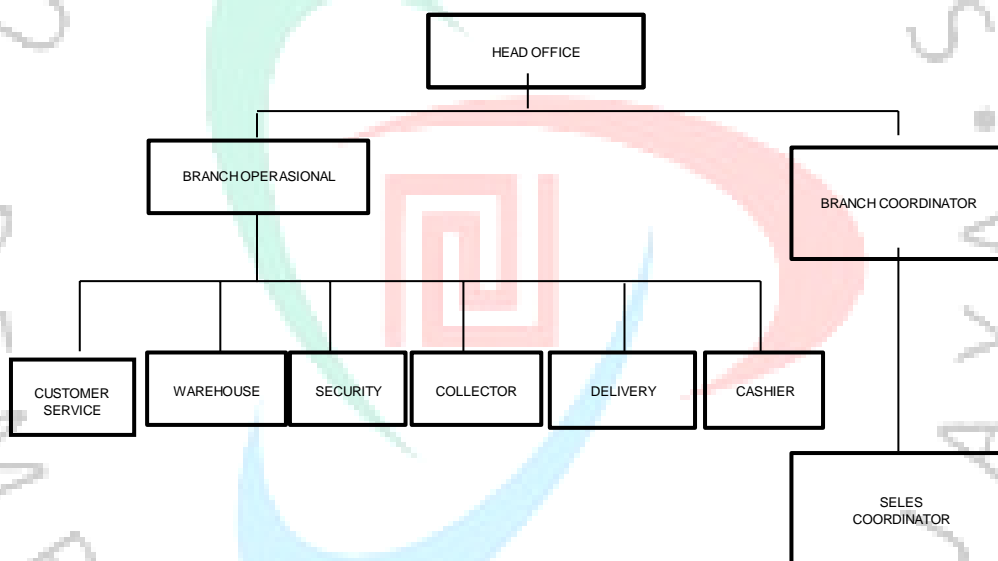 HEAD OFFICE
BRANCH OPERASIONAL
BRANCH COORDINATOR
CUSTOMER
SERVICE
WAREHOUSE
SECURITY
COLLECTOR
DELIVERY
CASHIER
SELES
COORDINATOR